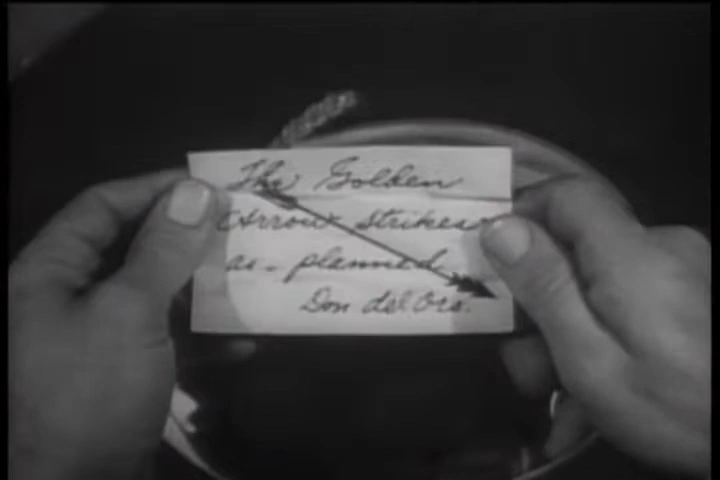 The Golden
Arrow strikes
as planned
Don del Oro.